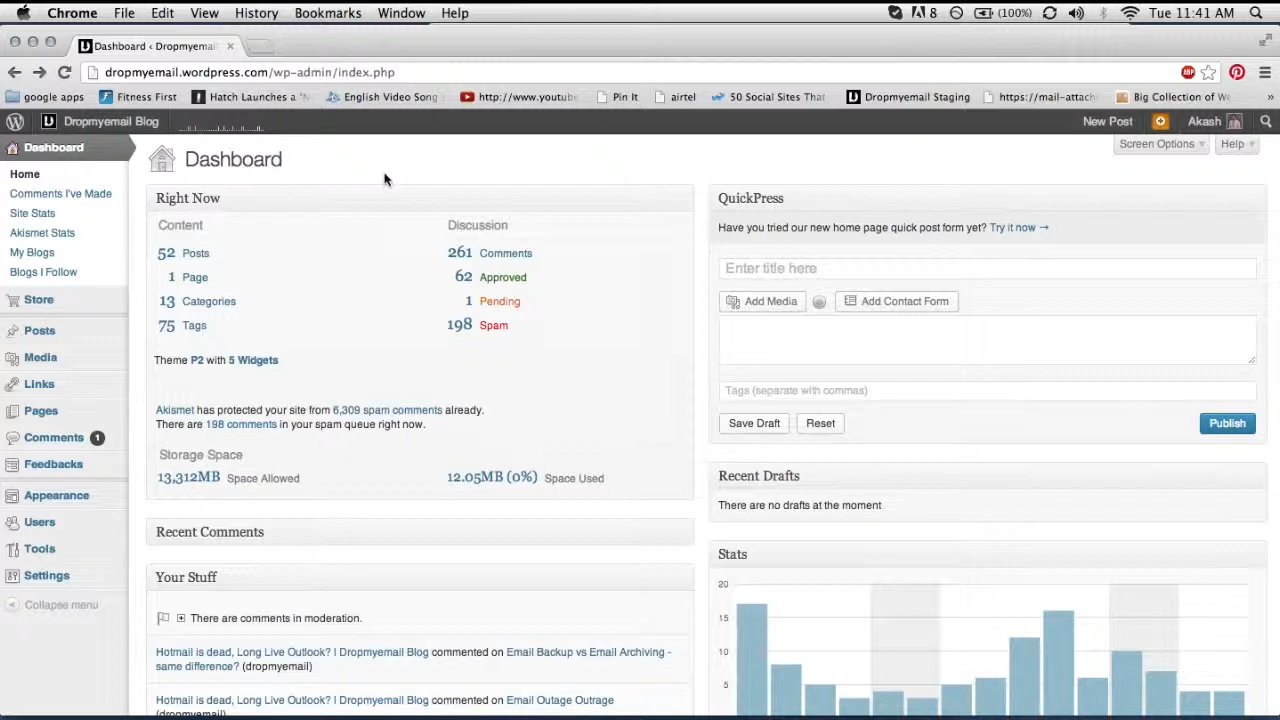 Chrome File Edit View History Bookmarks Window Help 8 (100%) Tue 11:41 AM
Dashboard ‹ Dropmyemail
dropmyemail.wordpress.com/wp-admin/index.php ABP
google apps Fitness First Hatch Launches a English Video Song http://www.youtube Pin It airtel 50 Social Sites That Dropmyemail Staging https://mail-attach Big Collection of We »
Dropmyemail Blog New Post Akash
Dashboard
Screen Options Help
Dashboard
Home
Comments I've Made
Site Stats
Akismet Stats
My Blogs
Blogs I Follow
Store
Posts
Media
Links
Pages
Comments 1
Feedbacks
Appearance
Users
Tools
Settings
Collapse menu
Right Now
Content Discussion
52 Posts 261 Comments
1 Page 62 Approved
13 Categories 1 Pending
75 Tags 198 Spam
Theme P2 with 5 Widgets
Akismet has protected your site from 6,309 spam comments already.
There are 198 comments in your spam queue right now.
Storage Space
13,312MB Space Allowed 12.05MB (0%) Space Used
Recent Comments
Your Stuff
There are comments in moderation.
Hotmail is dead, Long Live Outlook? | Dropmyemail Blog commented on Email Backup vs Email Archiving -
same difference? (dropmyemail)
Hotmail is dead, Long Live Outlook? | Dropmyemail Blog commented on Email Outage Outrage
(dropmyemail)
QuickPress
Have you tried our new home page quick post form yet? Try it now →
Enter title here
Add Media Add Contact Form
Tags (separate with commas)
Save Draft Reset Publish
Recent Drafts
There are no drafts at the moment
Stats
20
15
10
5